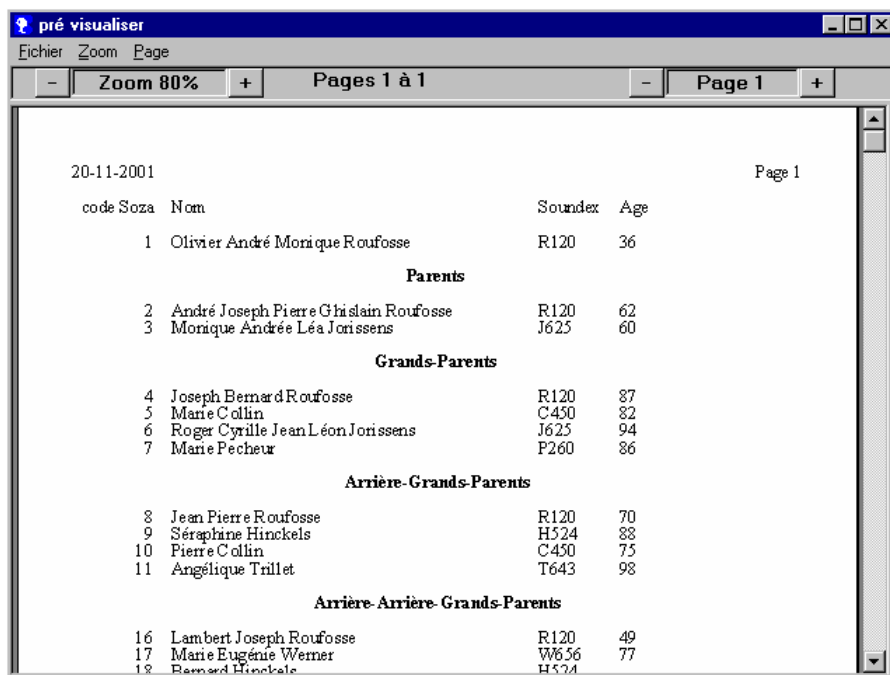 pré visualiser
Fichier Zoom Page
- Zoom 80% + Pages 1 à 1 - Page 1 +
20-11-2001 Page 1
code Soza Nom Soundex Age
1 Olivier André Monique Roufosse R120 36
Parents
2 André Joseph Pierre Ghislain Roufosse R120 62
3 Monique Andrée Léa Jorissens J625 60
Grands-Parents
4 Joseph Bernard Roufosse R120 87
5 Marie Collin C450 82
6 Roger Cyrille Jean Léon Jorissens J625 94
7 Marie Pecheur P260 86
Arrière-Grands-Parents
8 Jean Pierre Roufosse R120 70
9 Séraphine Hinckels H524 88
10 Pierre Collin C450 75
11 Angélique Trillet T643 98
Arrière-Arrière-Grands-Parents
16 Lambert Joseph Roufosse R120 49
17 Marie Eugénie Werner W656 77
18 Bernard Hinckels H524